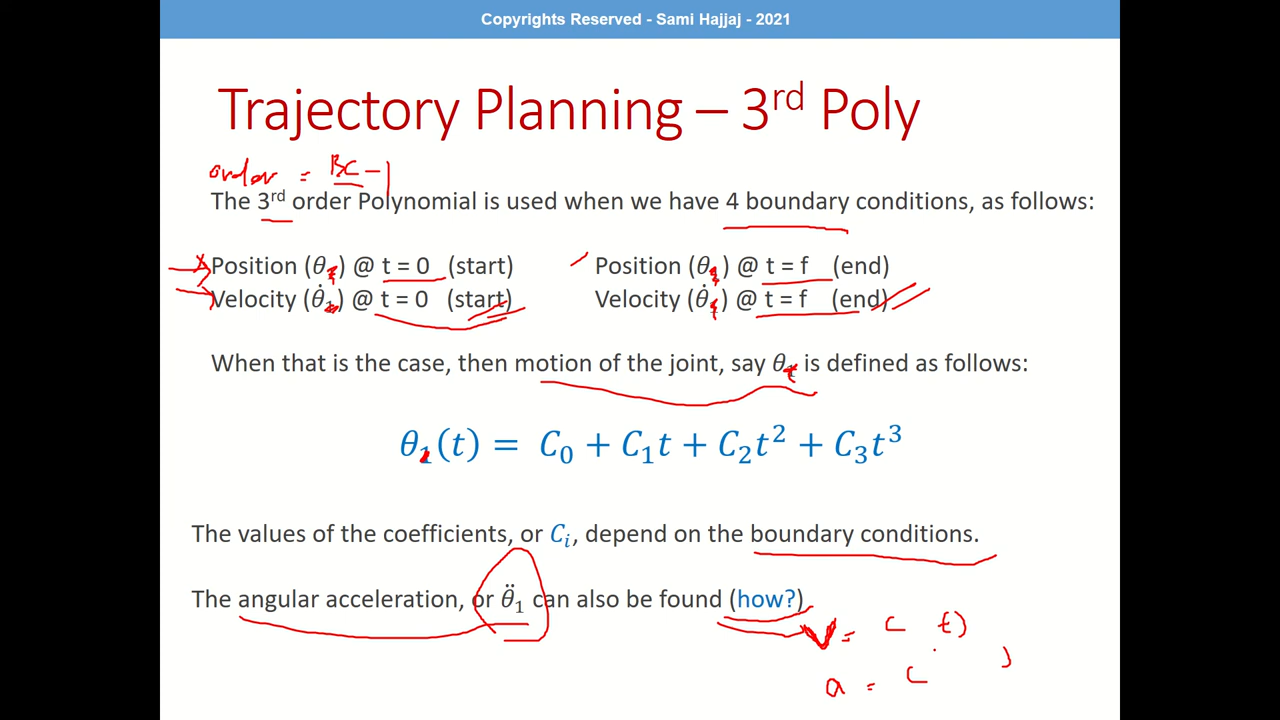 Copyrights Reserved - Sami Hajjaj - 2021
Trajectory Planning – 3rd Poly
order = BC - 1
The 3rd order Polynomial is used when we have 4 boundary conditions, as follows:
Position (θ₁) @ t = 0 (start) Position (θ₁) @ t = f (end)
Velocity (θ̇₁) @ t = 0 (start) Velocity (θ̇₁) @ t = f (end)
When that is the case, then motion of the joint, say θ₁ is defined as follows:
θ₁(t) = C₀ + C₁t + C₂t² + C₃t³
The values of the coefficients, or Cᵢ, depend on the boundary conditions.
The angular acceleration, or θ̈₁ can also be found (how?)
V = C t)
a = C )